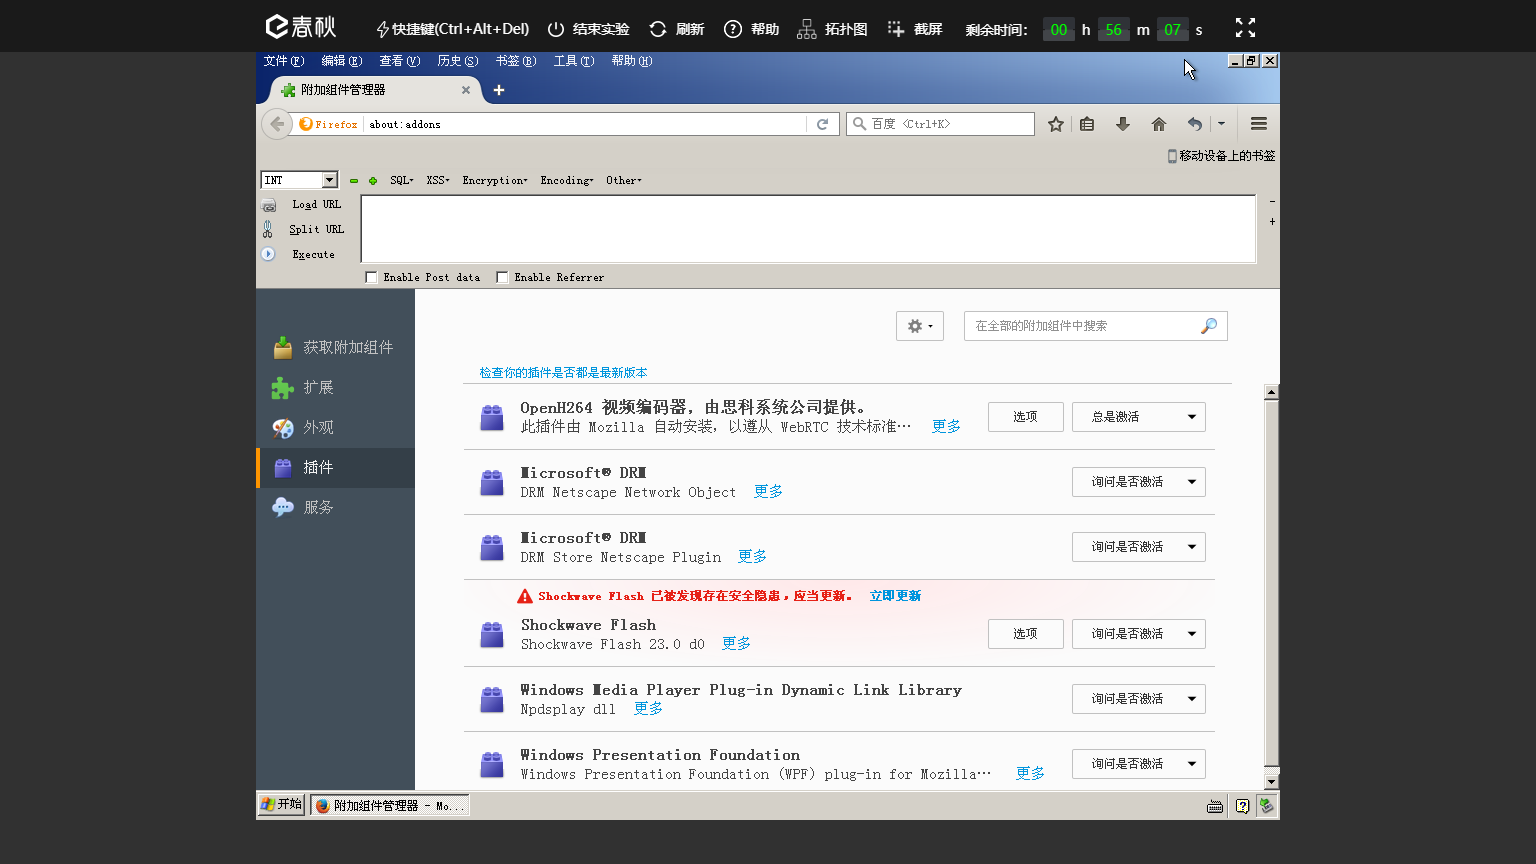 春秋 快捷键(Ctrl+Alt+Del) 结束实验 刷新 帮助 拓扑图 截屏 剩余时间: 00 h 56 m 07 s
文件(F) 编辑(E) 查看(V) 历史(S) 书签(B) 工具(T) 帮助(H)
附加组件管理器
Firefox about:addons 百度 <Ctrl+K>
移动设备上的书签
INT SQL XSS Encryption Encoding Other
Load URL
Split URL
Execute
Enable Post data Enable Referrer
获取附加组件
扩展
外观
插件
服务
在全部的附加组件中搜索
检查你的插件是否都是最新版本
OpenH264 视频编码器，由思科系统公司提供。
此插件由 Mozilla 自动安装，以遵从 WebRTC 技术标准… 更多
选项 总是激活
Microsoft® DRM
DRM Netscape Network Object 更多
询问是否激活
Microsoft® DRM
DRM Store Netscape Plugin 更多
询问是否激活
Shockwave Flash 已被发现存在安全隐患，应当更新。 立即更新
Shockwave Flash
Shockwave Flash 23.0 d0 更多
选项 询问是否激活
Windows Media Player Plug-in Dynamic Link Library
Npdsplay dll 更多
询问是否激活
Windows Presentation Foundation
Windows Presentation Foundation (WPF) plug-in for Mozilla… 更多
询问是否激活
开始 附加组件管理器 - Mo...